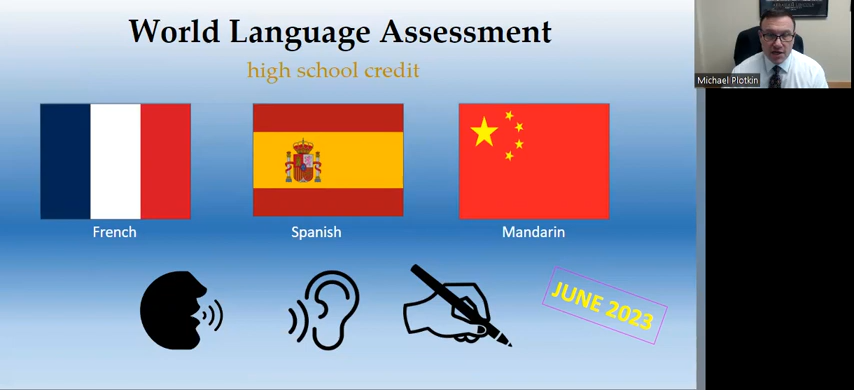 World Language Assessment
high school credit
French
Spanish
Mandarin
JUNE 2023
Michael Plotkin